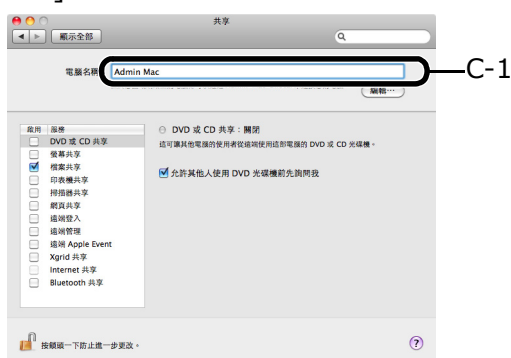 共享
顯示全部
電腦名稱
Admin Mac
C-1
編輯⋯
啟用 服務
DVD 或 CD 共享
螢幕共享
檔案共享
印表機共享
掃描器共享
網頁共享
遠端登入
遠端管理
遠端 Apple Event
Xgrid 共享
Internet 共享
Bluetooth 共享
DVD 或 CD 共享：關閉
這可讓其他電腦的使用者從遠端使用這部電腦的 DVD 或 CD 光碟機。
允許其他人使用 DVD 光碟機前先詢問我
按鎖頭一下防止進一步更改。
?